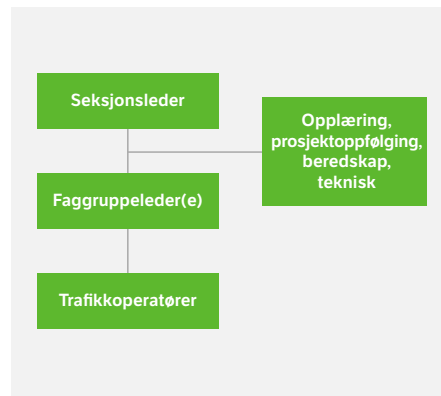 Seksjonsleder
Opplæring,
prosjektoppfølging,
beredskap,
teknisk
Faggruppeleder(e)
Trafikkoperatører